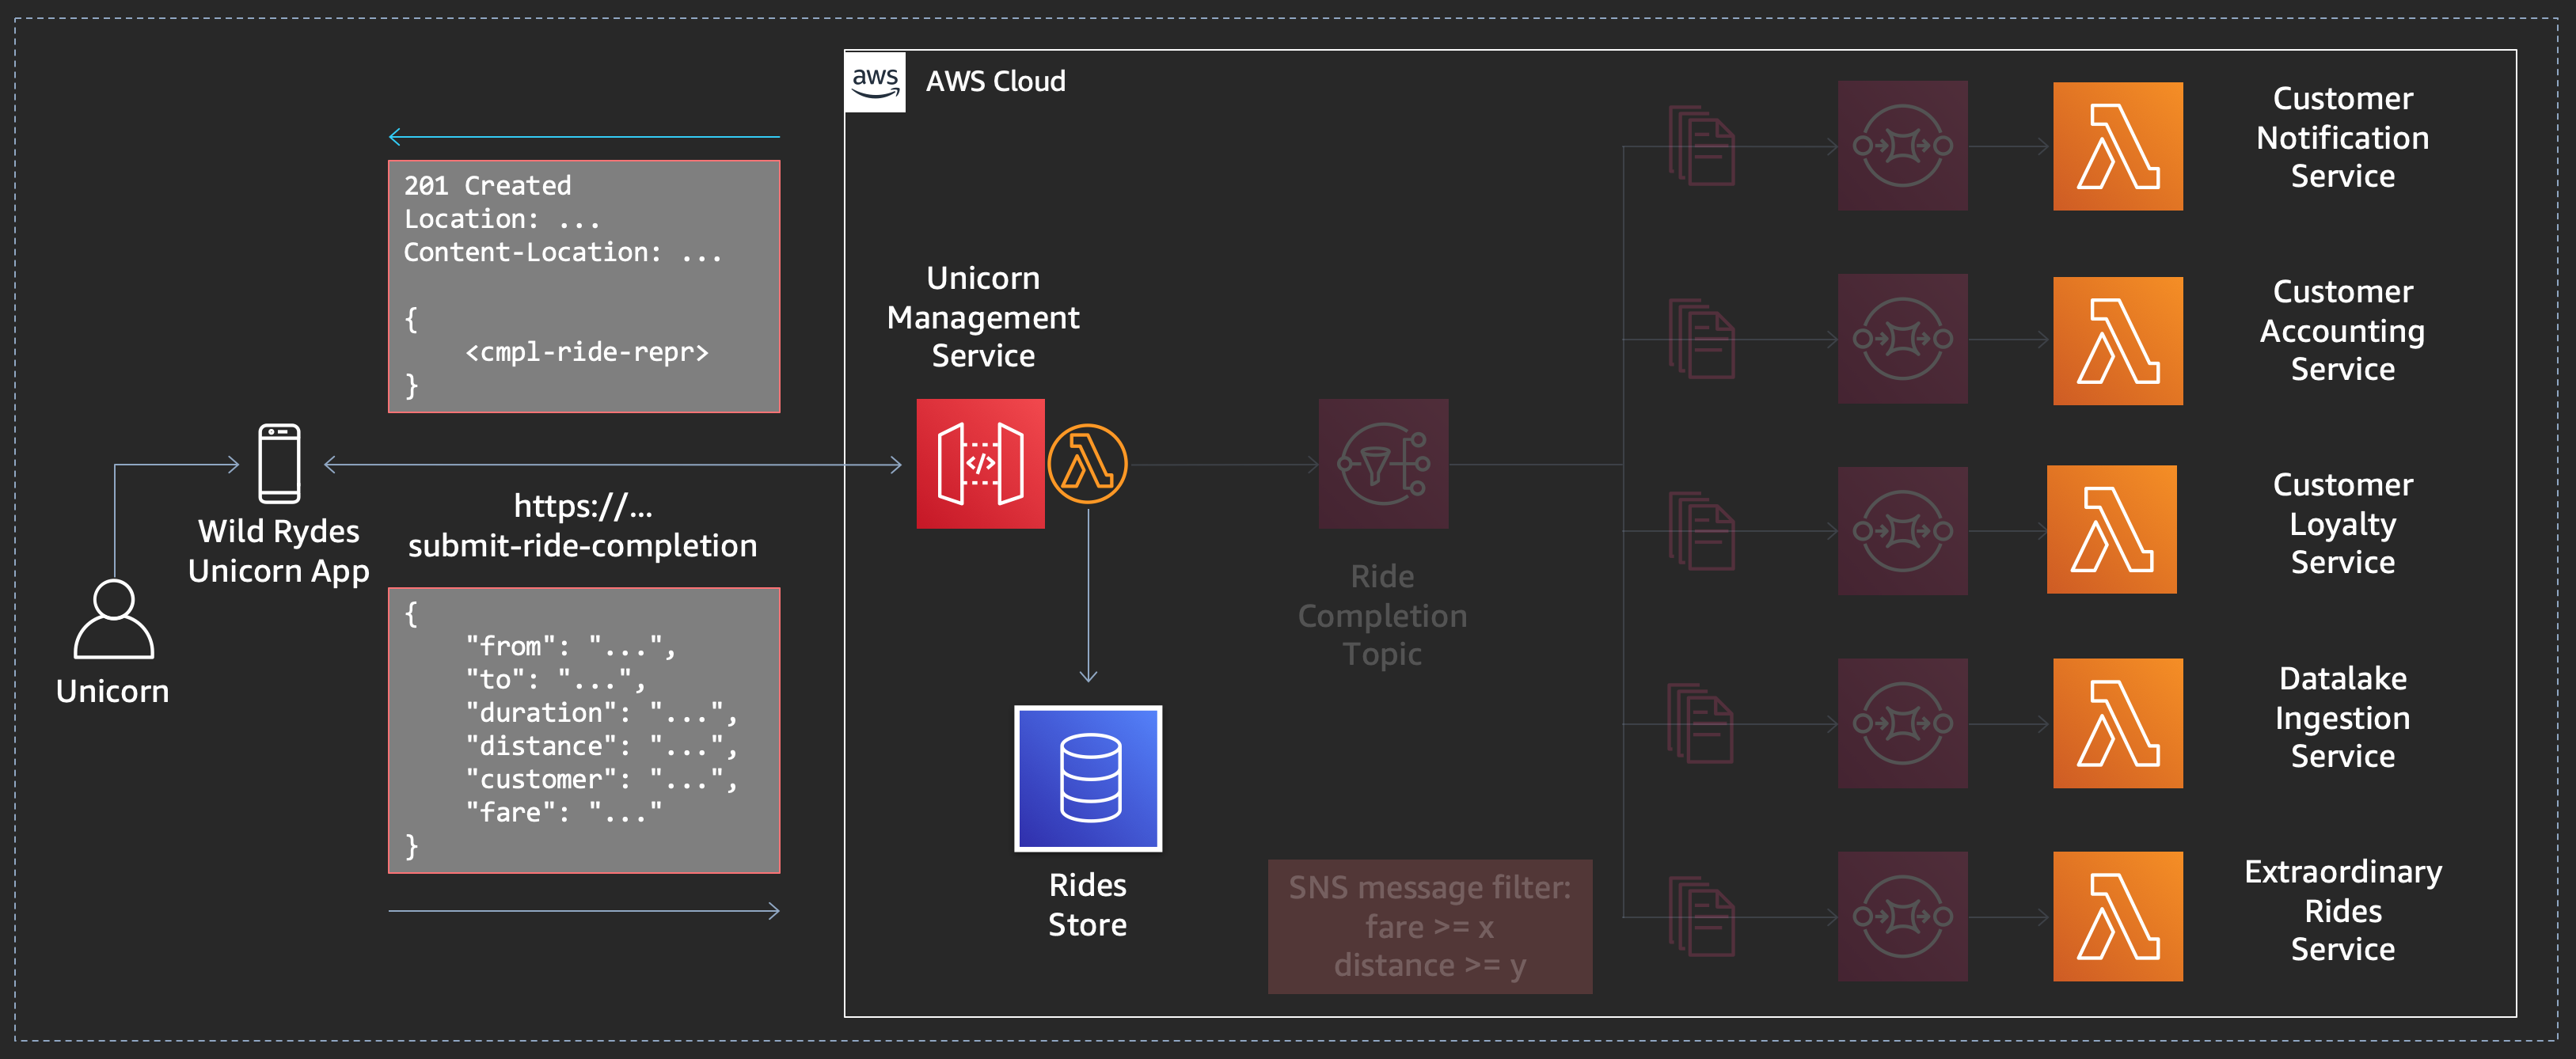 aws
AWS Cloud
201 Created
Location: ...
Content-Location: ...
{
<cmpl-ride-repr>
}
Wild Rydes
Unicorn App
Unicorn
https://...
submit-ride-completion
{
"from": "...",
"to": "...",
"duration": "...",
"distance": "...",
"customer": "...",
"fare": "..."
}
Unicorn
Management
Service
</>
Rides
Store
Ride
Completion
Topic
SNS message filter:
fare >= x
distance >= y
Customer
Notification
Service
Customer
Accounting
Service
Customer
Loyalty
Service
Datalake
Ingestion
Service
Extraordinary
Rides
Service